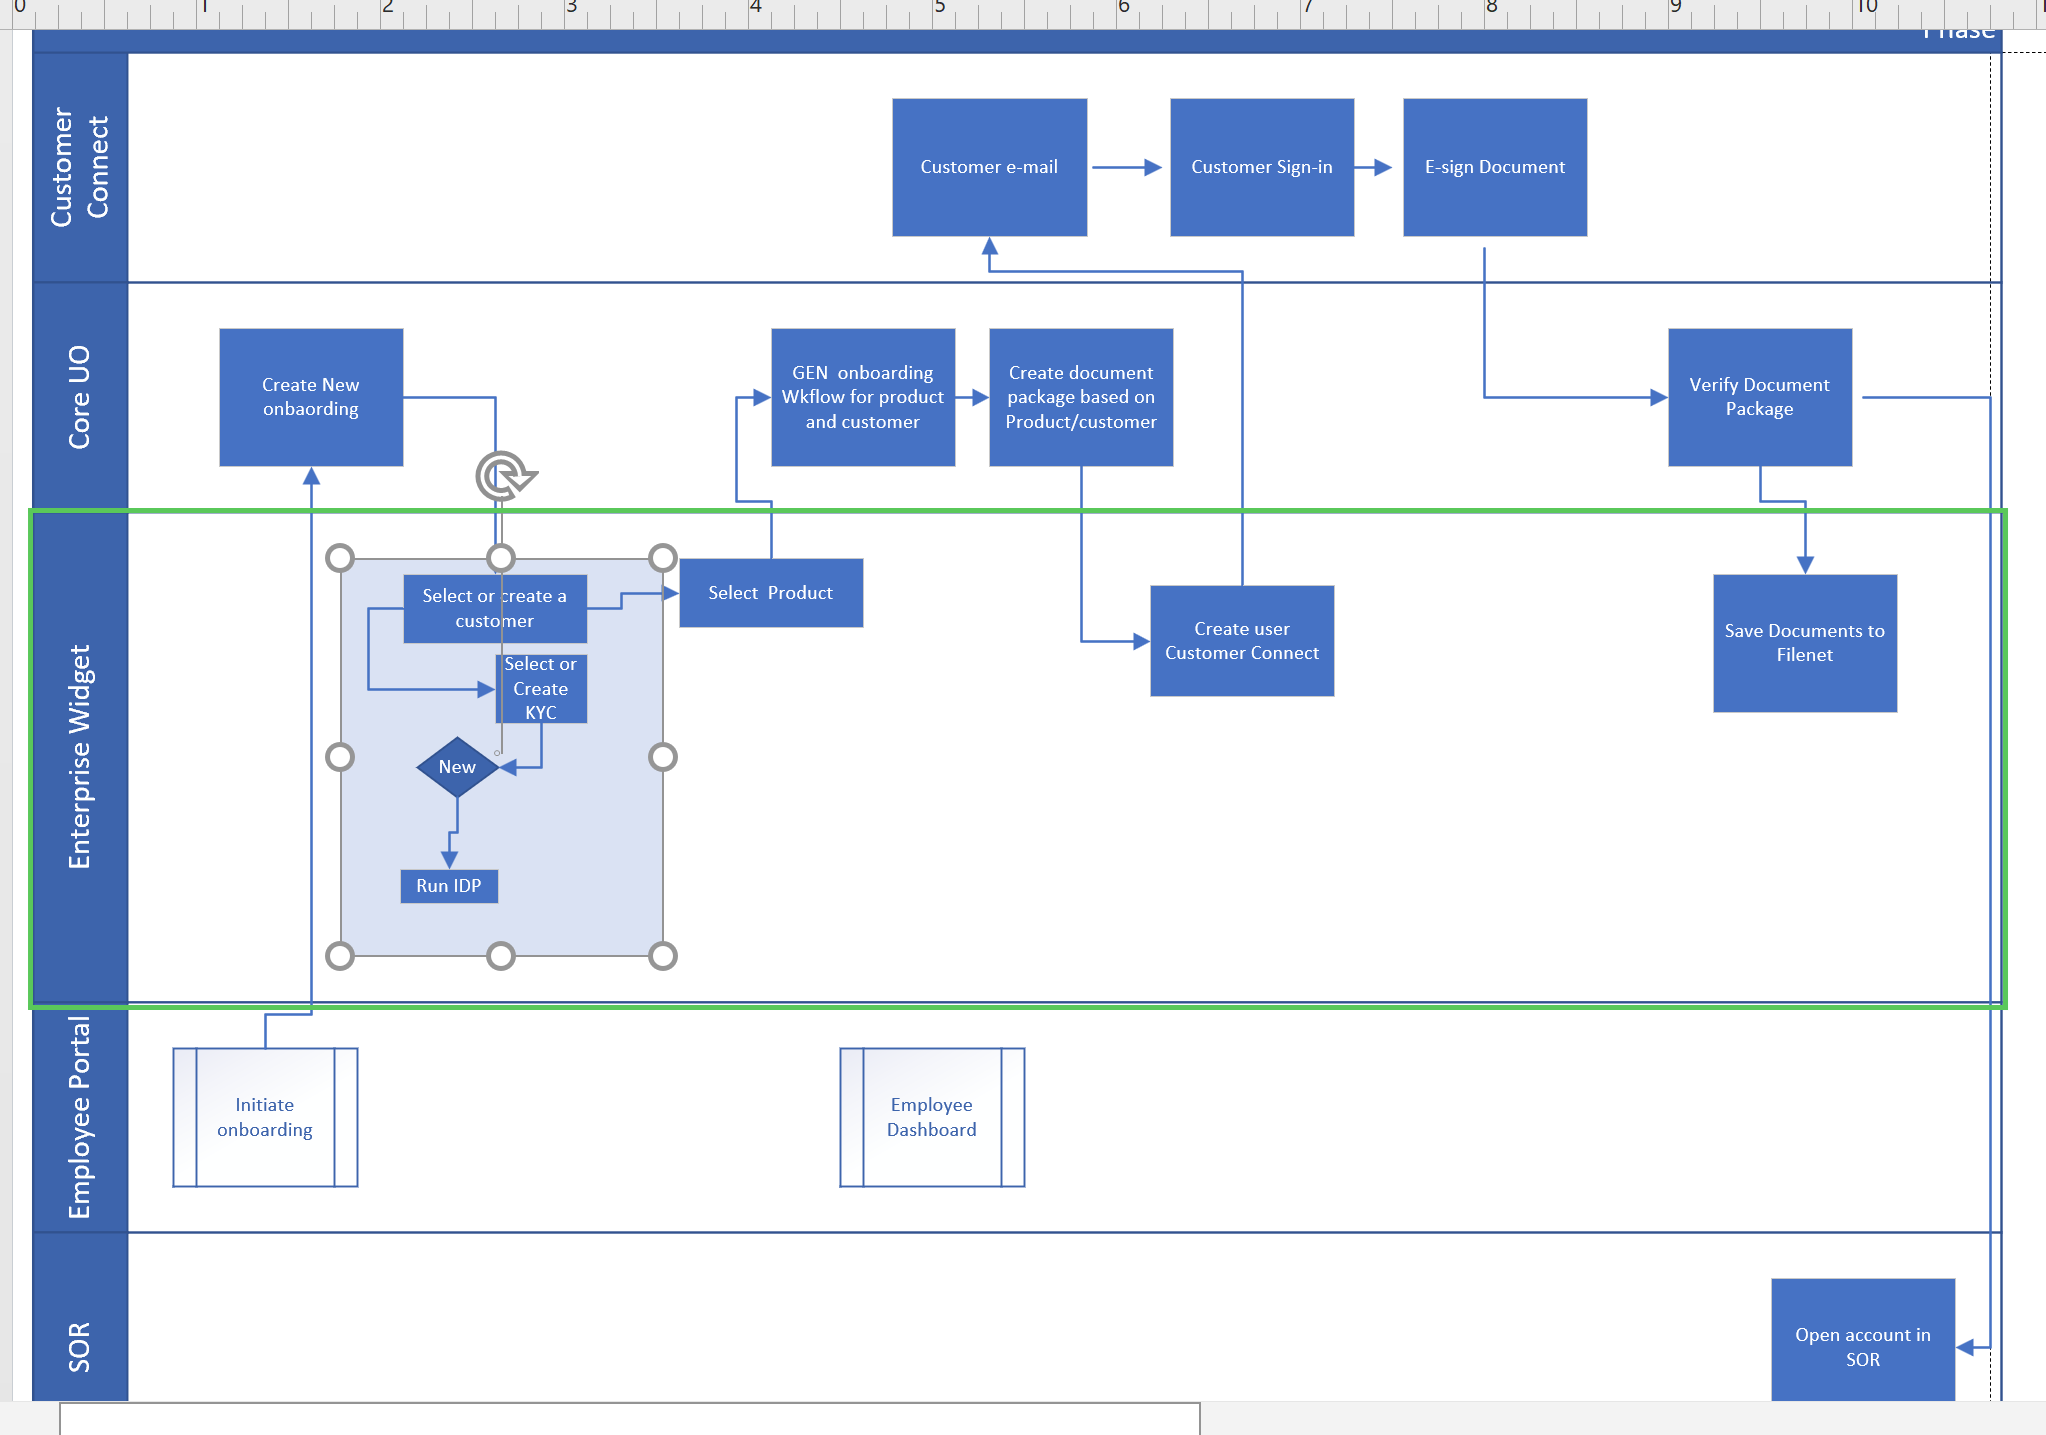 0 1 2 3 4 5 6 7 8 9 10
Phase
Customer
Connect
Customer e-mail
Customer Sign-in
E-sign Document
Core UO
Create New
onbaording
GEN onboarding
Wkflow for product
and customer
Create document
package based on
Product/customer
Verify Document
Package
Enterprise Widget
Select or create a
customer
Select Product
Select or
Create
KYC
New
Run IDP
Create user
Customer Connect
Save Documents to
Filenet
Employee Portal
Initiate
onboarding
Employee
Dashboard
SOR
Open account in
SOR